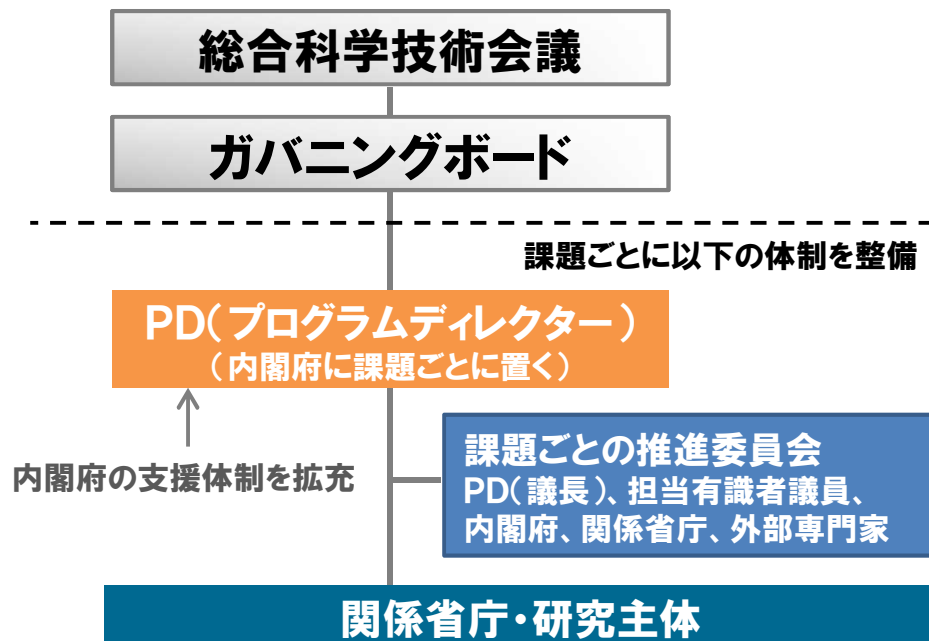 総合科学技術会議
ガバニングボード
課題ごとに以下の体制を整備
PD(プログラムディレクター)
(内閣府に課題ごとに置く)
内閣府の支援体制を拡充
課題ごとの推進委員会
PD(議長)、担当有識者議員、
内閣府、関係省庁、外部専門家
関係省庁・研究主体